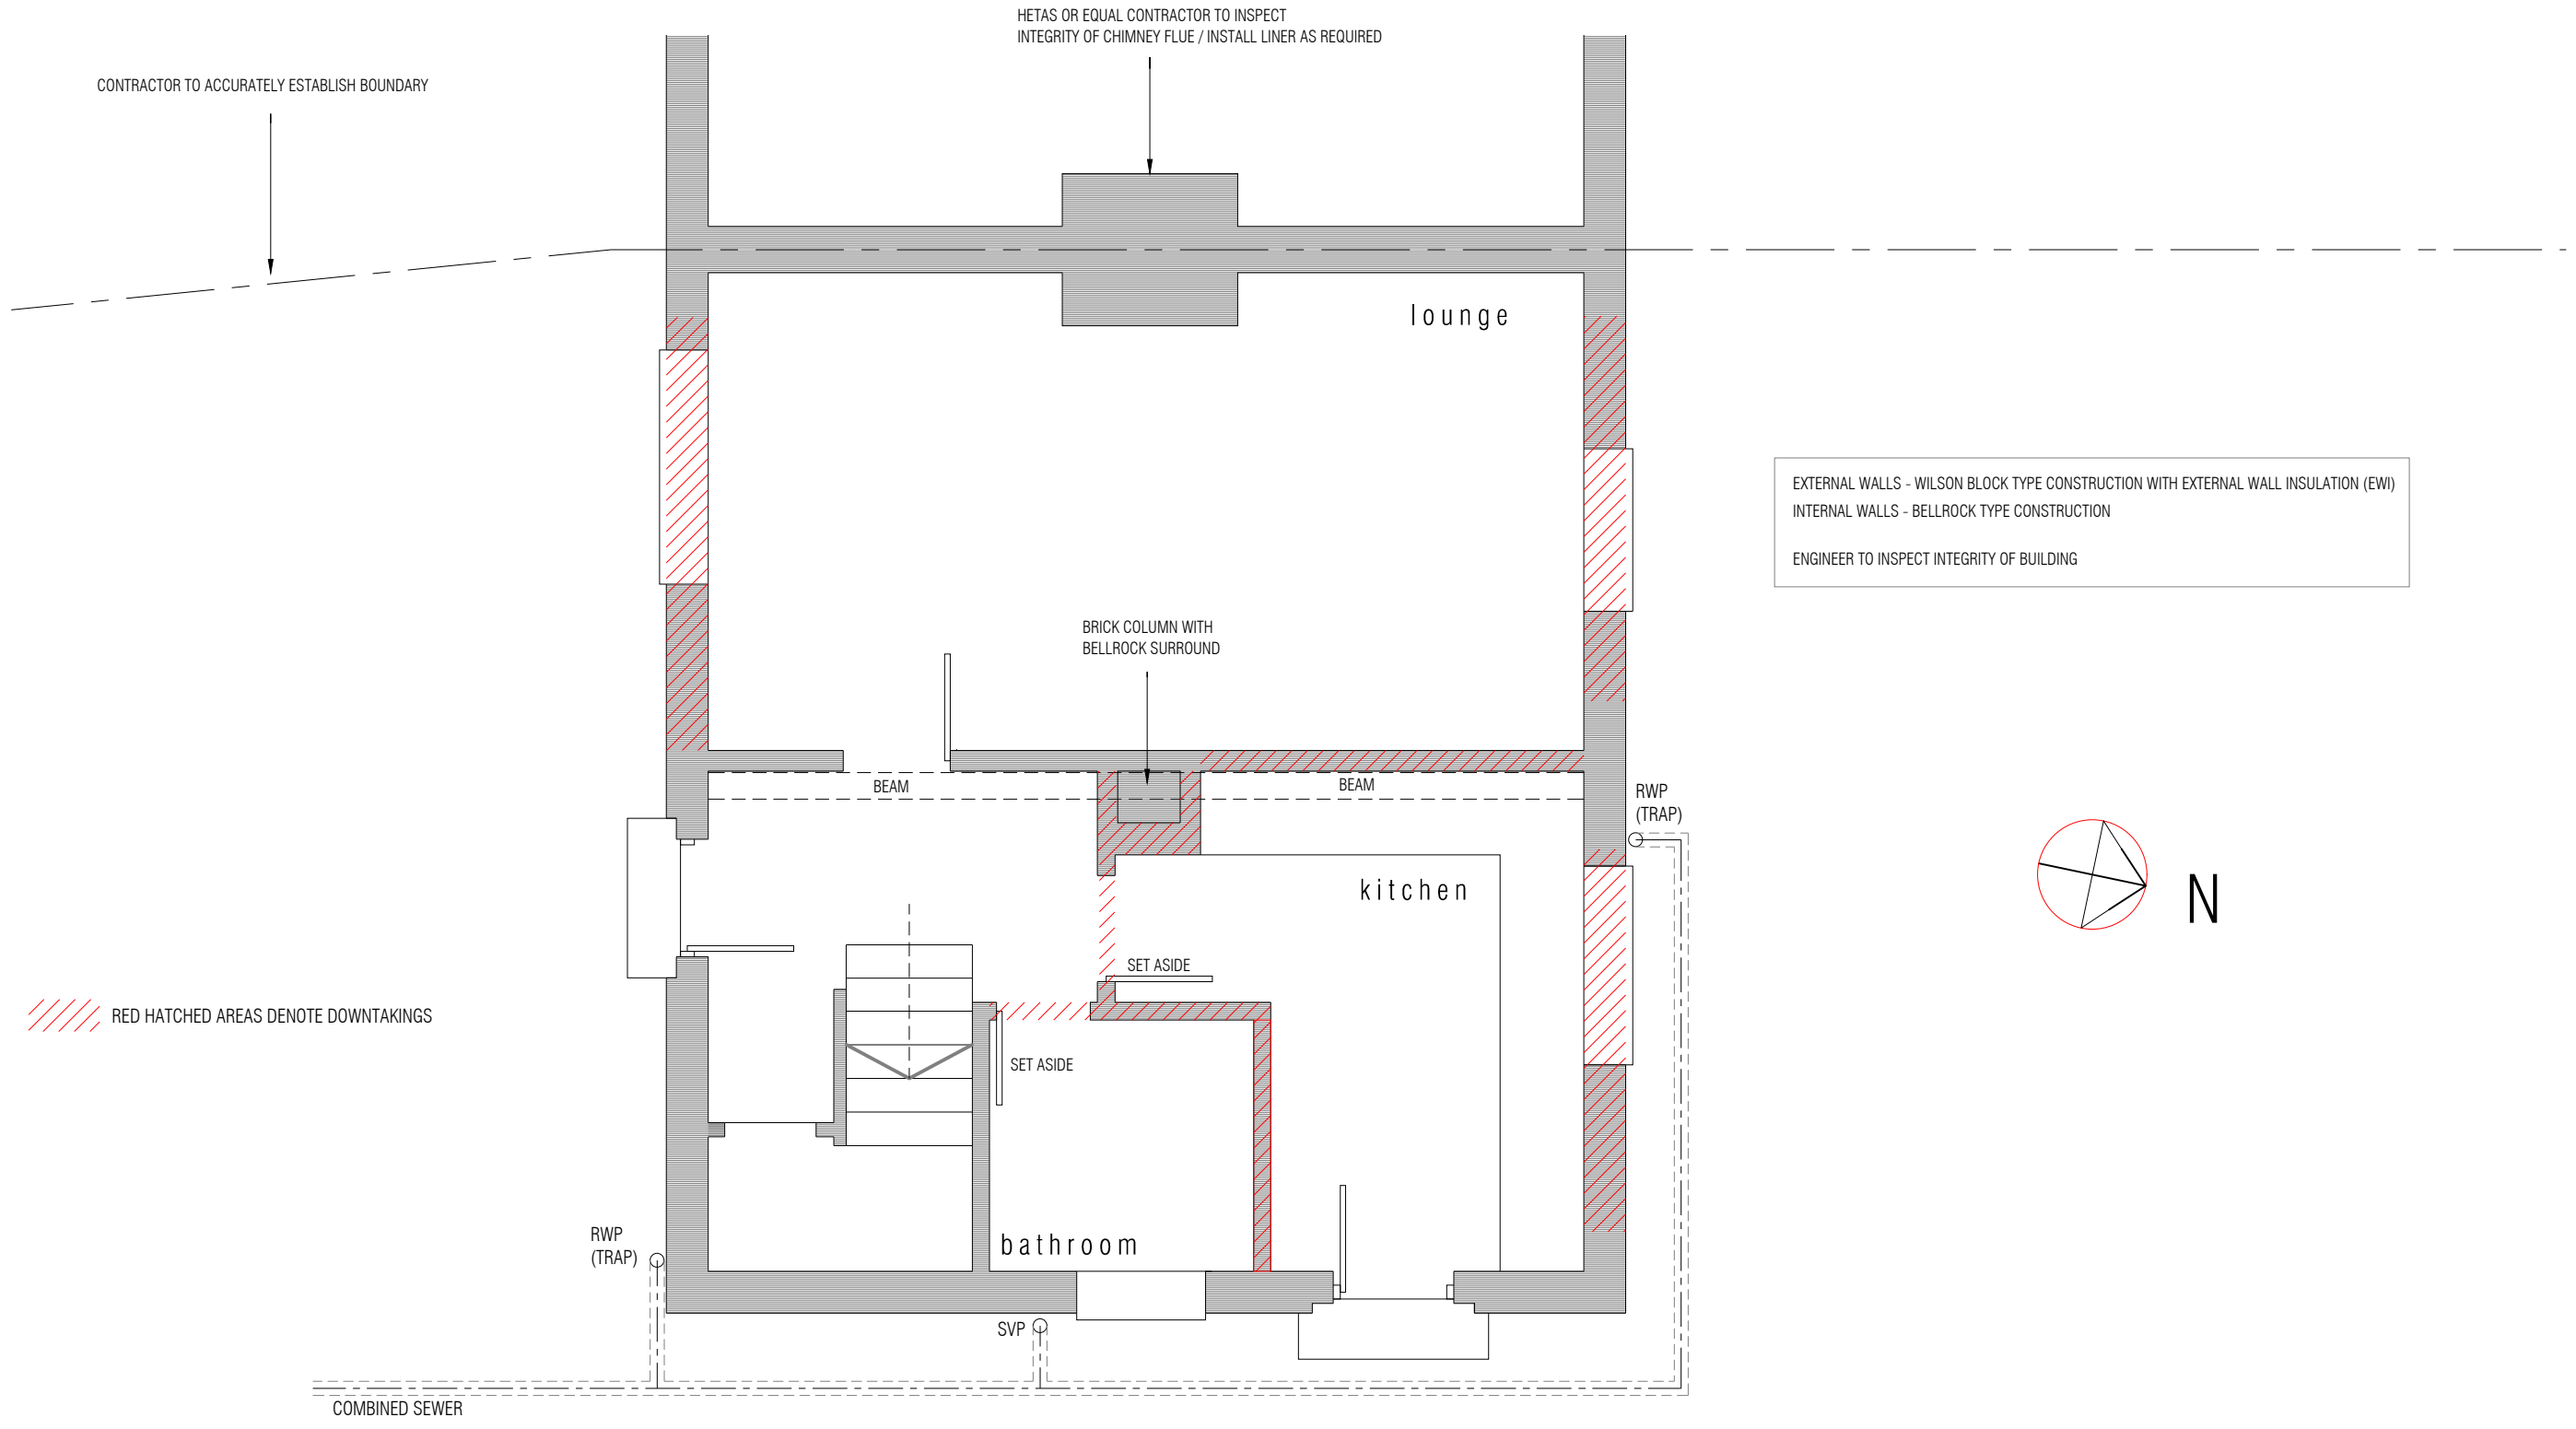 HETAS OR EQUAL CONTRACTOR TO INSPECT
INTEGRITY OF CHIMNEY FLUE / INSTALL LINER AS REQUIRED
CONTRACTOR TO ACCURATELY ESTABLISH BOUNDARY
lounge
EXTERNAL WALLS - WILSON BLOCK TYPE CONSTRUCTION WITH EXTERNAL WALL INSULATION (EWI)
INTERNAL WALLS - BELLROCK TYPE CONSTRUCTION
ENGINEER TO INSPECT INTEGRITY OF BUILDING
BRICK COLUMN WITH
BELLROCK SURROUND
BEAM
BEAM
RWP
(TRAP)
kitchen
N
SET ASIDE
RED HATCHED AREAS DENOTE DOWNTAKINGS
SET ASIDE
RWP
(TRAP)
bathroom
SVP
COMBINED SEWER